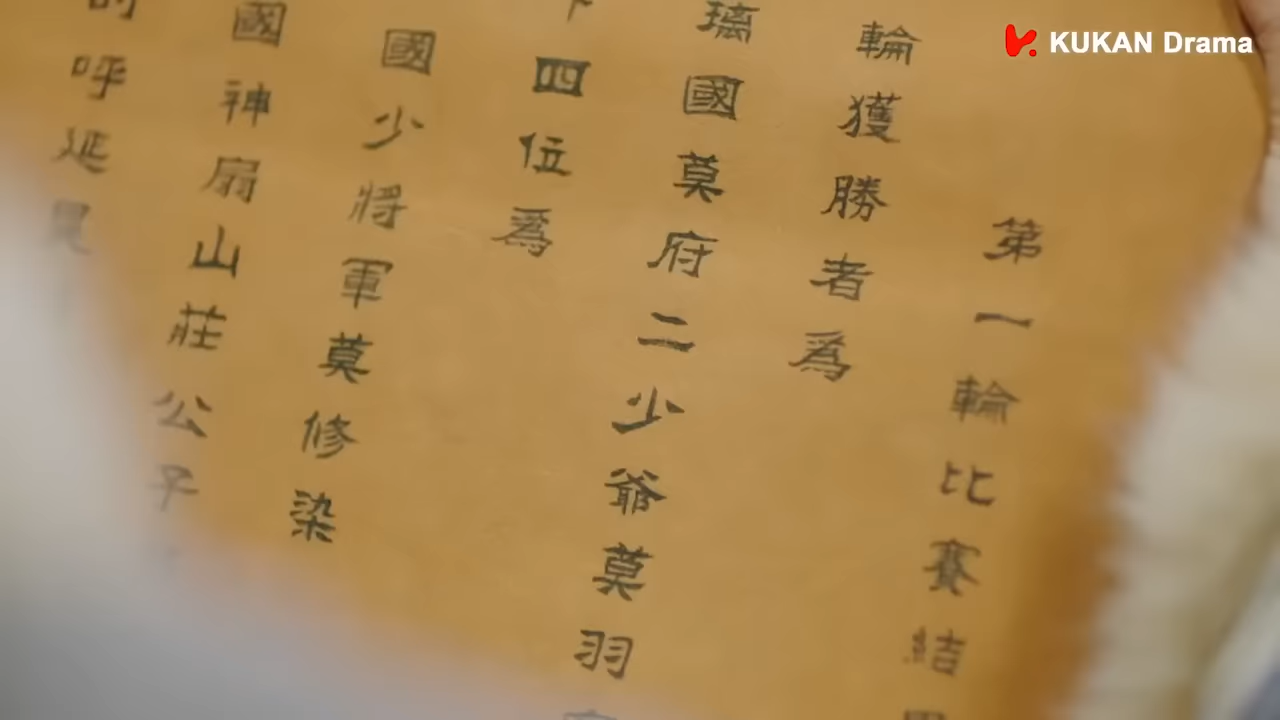 第一輪比賽結
輪獲勝者為
璃國莫府二少爺莫羽
四位為
國少將軍莫修染
國神扇山莊公子
呼延
KUKAN Drama